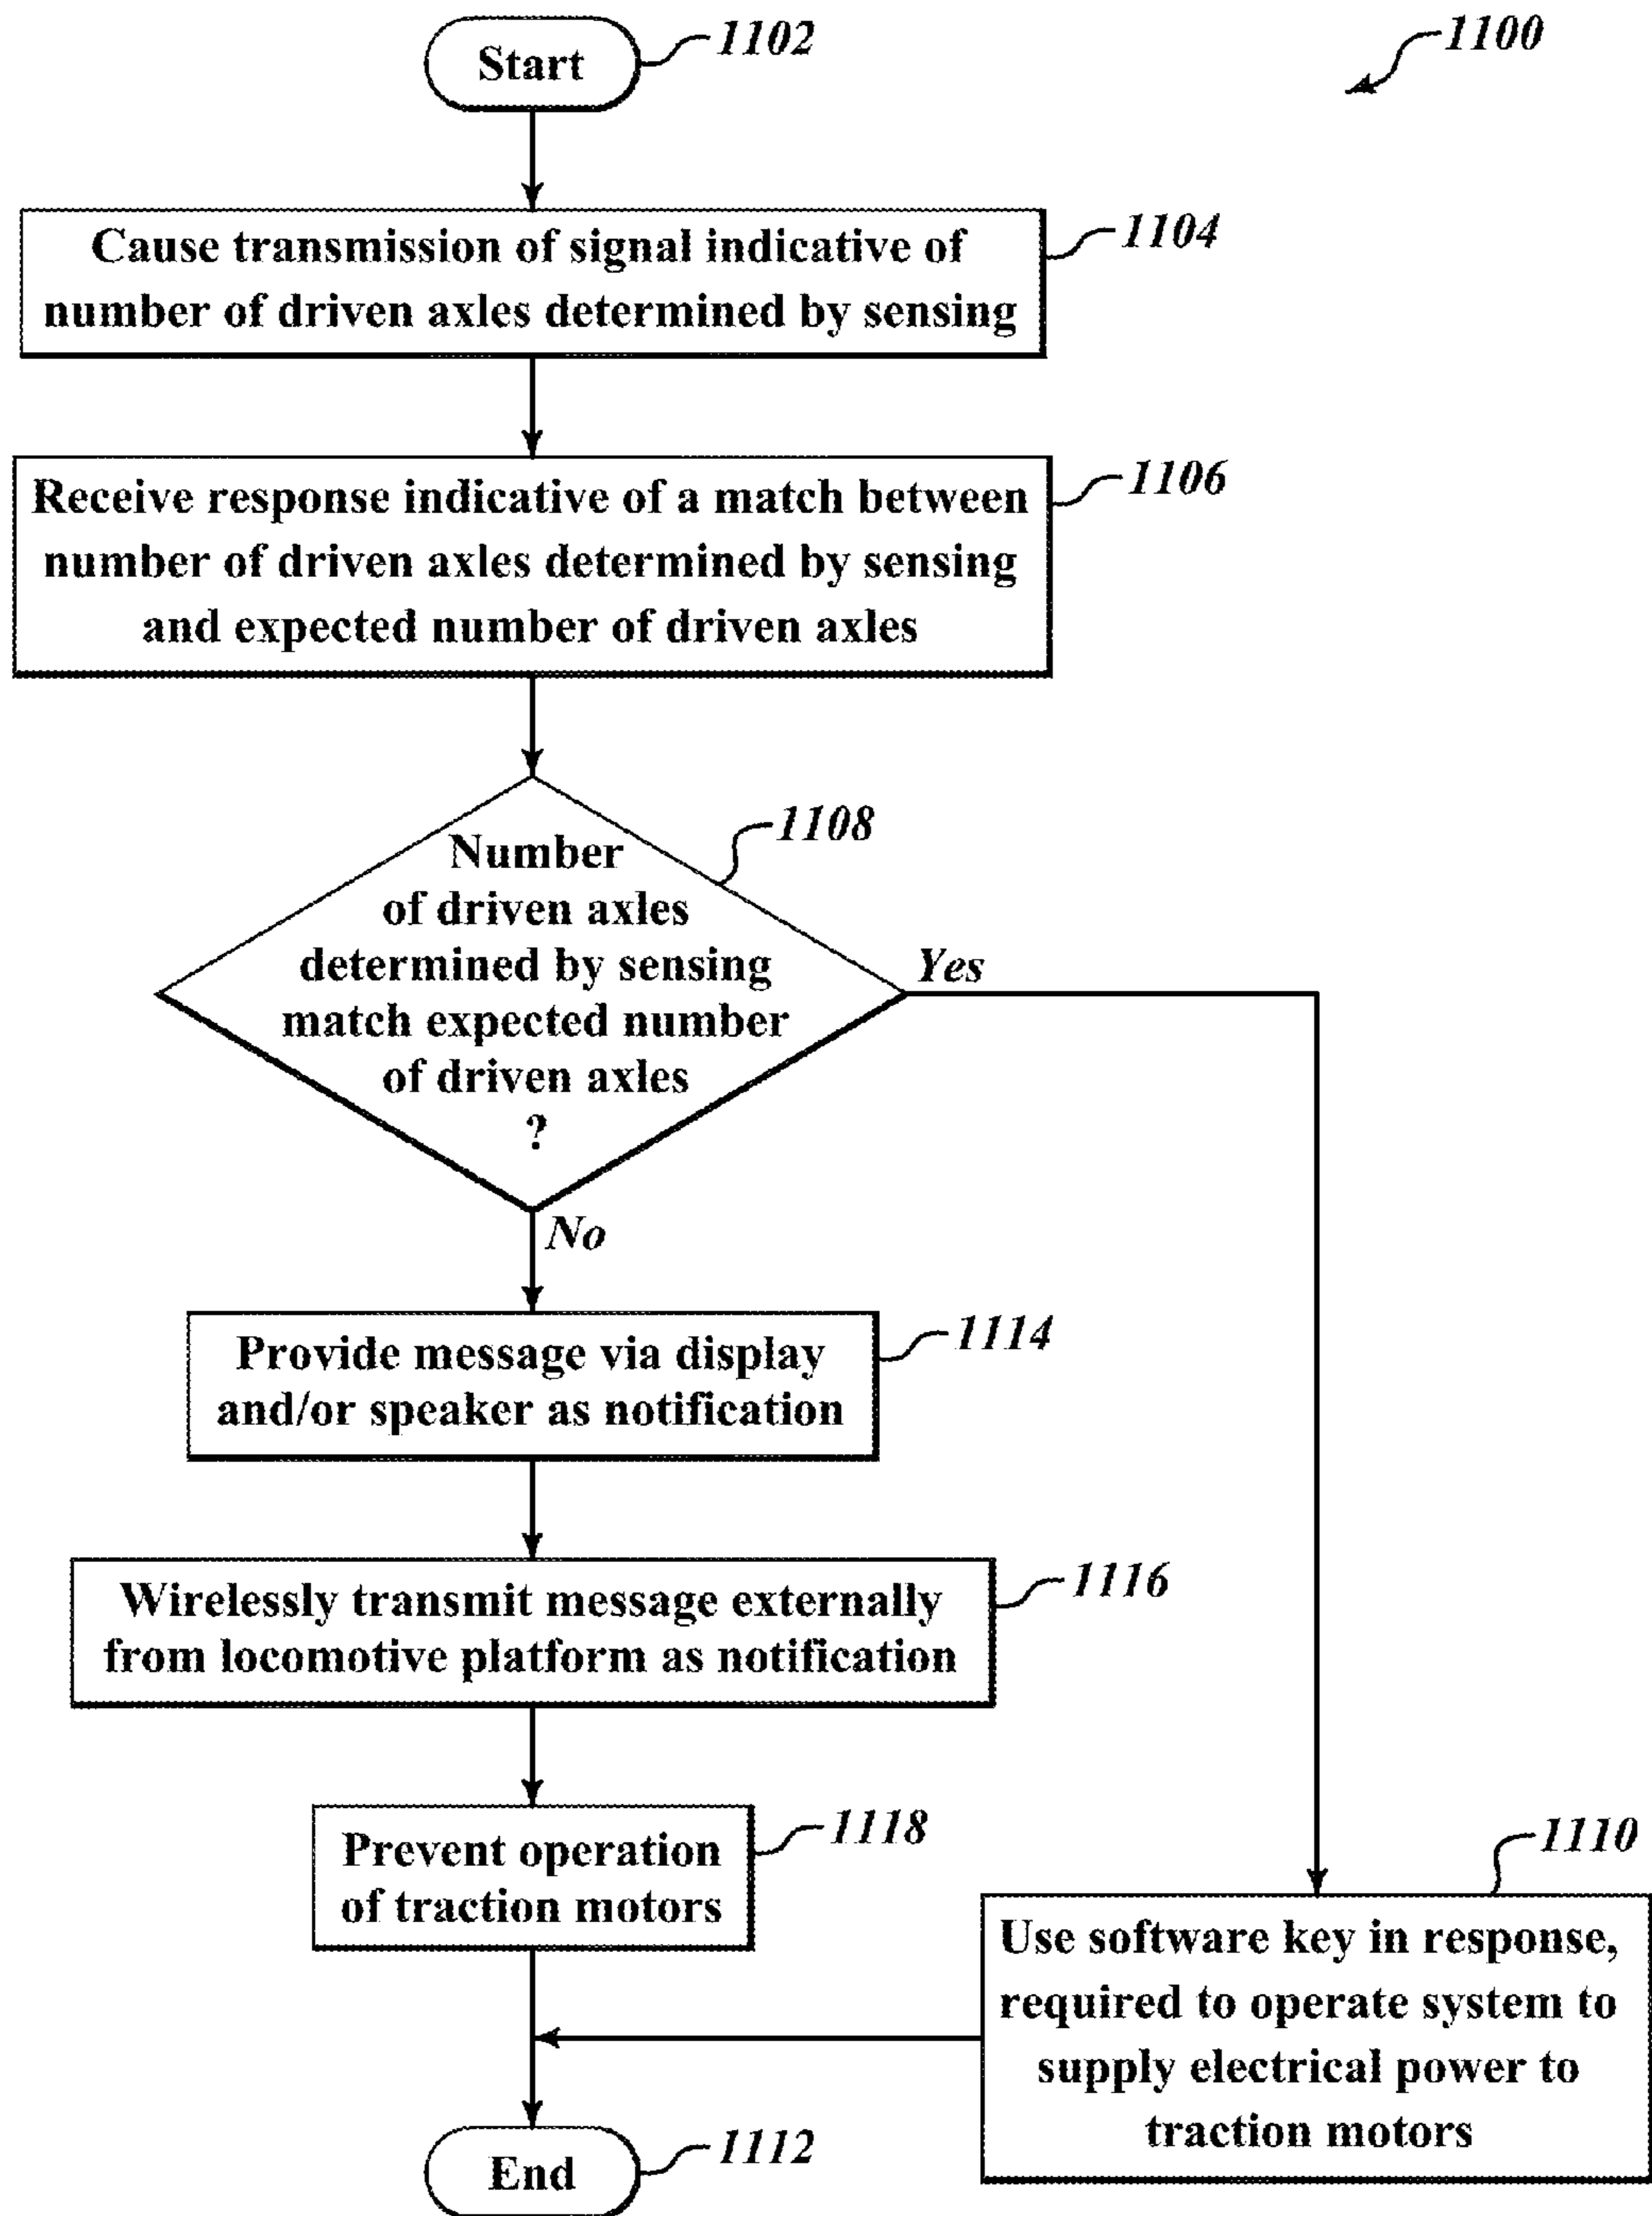 Start
1102
1100
Cause transmission of signal indicative of
number of driven axles determined by sensing
1104
Receive response indicative of a match between
number of driven axles determined by sensing
and expected number of driven axles
1106
Number
of driven axles
determined by sensing
match expected number
of driven axles
?
1108
Yes
No
Provide message via display
and/or speaker as notification
1114
Wirelessly transmit message externally
from locomotive platform as notification
1116
Prevent operation
of traction motors
1118
Use software key in response,
required to operate system to
supply electrical power to
traction motors
1110
End
1112